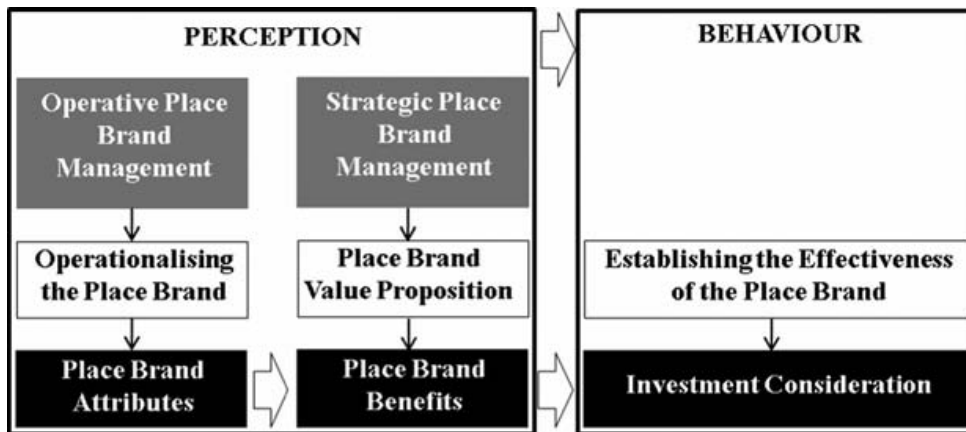 PERCEPTION
Operative Place
Brand
Management
Strategic Place
Brand
Management
Operationalising
the Place Brand
Place Brand
Value Proposition
Place Brand
Attributes
Place Brand
Benefits
BEHAVIOUR
Establishing the Effectiveness
of the Place Brand
Investment Consideration